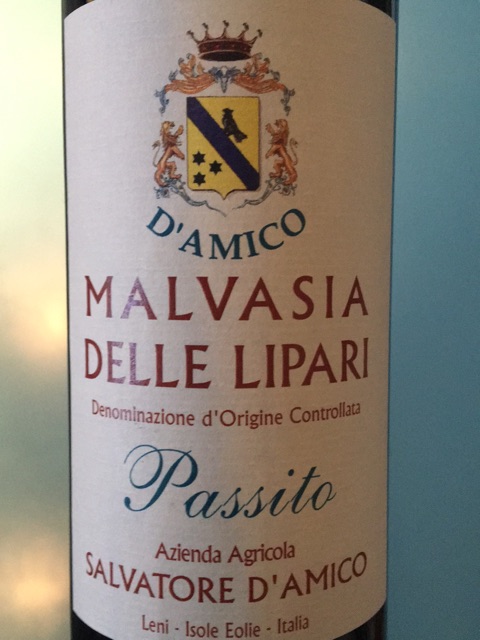 D'AMICO
MALVASIA
DELLE LIPARI
Denominazione d'Origine Controllata
Passito
Azienda Agricola
SALVATORE D'AMICO
Leni - Isole Eolie - Italia